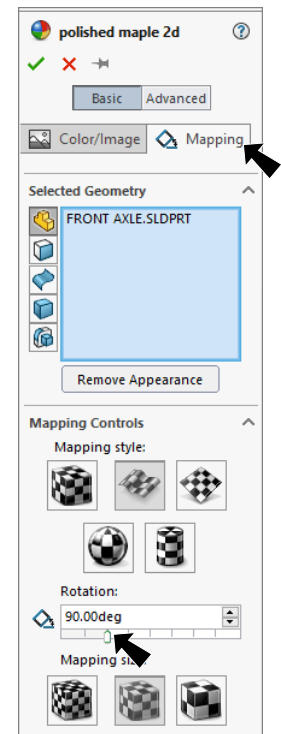 polished maple 2d
Basic Advanced
Color/Image Mapping
Selected Geometry
FRONT AXLE.SLDPRT
Remove Appearance
Mapping Controls
Mapping style:
Rotation:
90.00deg
Mapping